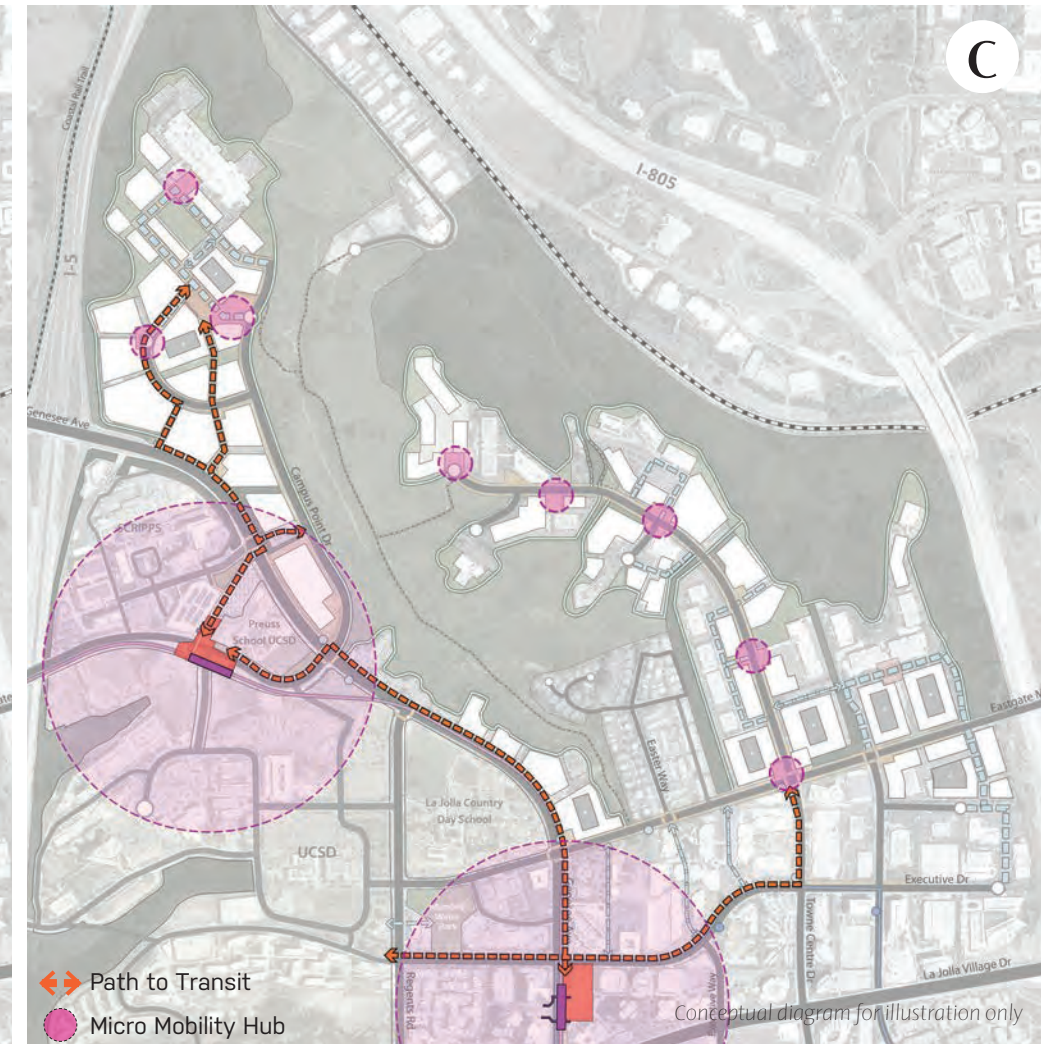 C
Coastal Rail Trail
I-805
I-5
Genesee Ave
Campus Point Dr
SCRIPPS
Preuss
School UCSD
Eastgate M
Easter Way
La Jolla Country
Day School
UCSD
Executive Dr
Towne Centre Dr
La Jolla Village Dr
Regents Rd
Path to Transit
Micro Mobility Hub
Conceptual diagram for illustration only